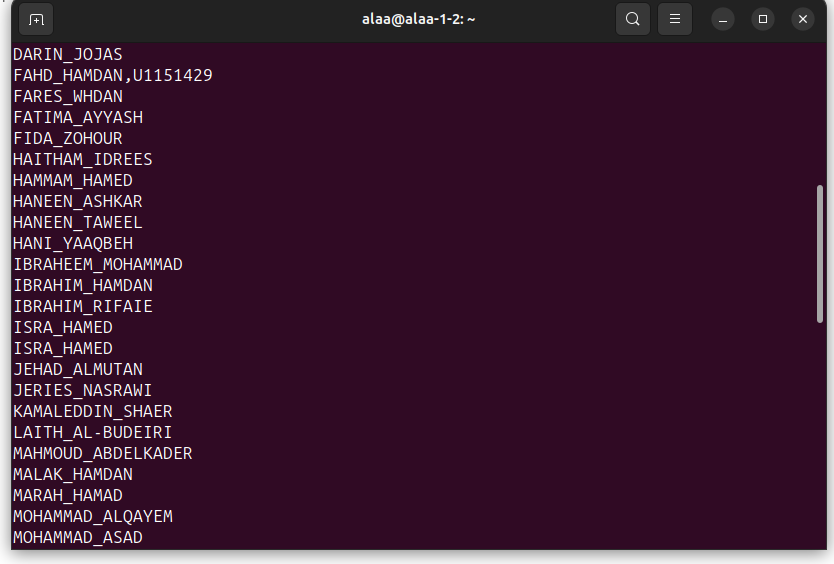 alaa@alaa-1-2: ~
DARIN_JOJAS
FAHD_HAMDAN,U1151429
FARES_WHDAN
FATIMA_AYYASH
FIDA_ZOHOUR
HAITHAM_IDREES
HAMMAM_HAMED
HANEEN_ASHKAR
HANEEN_TAWEEL
HANI_YAAQBEH
IBRAHEEM_MOHAMMAD
IBRAHIM_HAMDAN
IBRAHIM_RIFAIE
ISRA_HAMED
ISRA_HAMED
JEHAD_ALMUTAN
JERIES_NASRAWI
KAMALEDDIN_SHAER
LAITH_AL-BUDEIRI
MAHMOUD_ABDELKADER
MALAK_HAMDAN
MARAH_HAMAD
MOHAMMAD_ALQAYEM
MOHAMMAD_ASAD